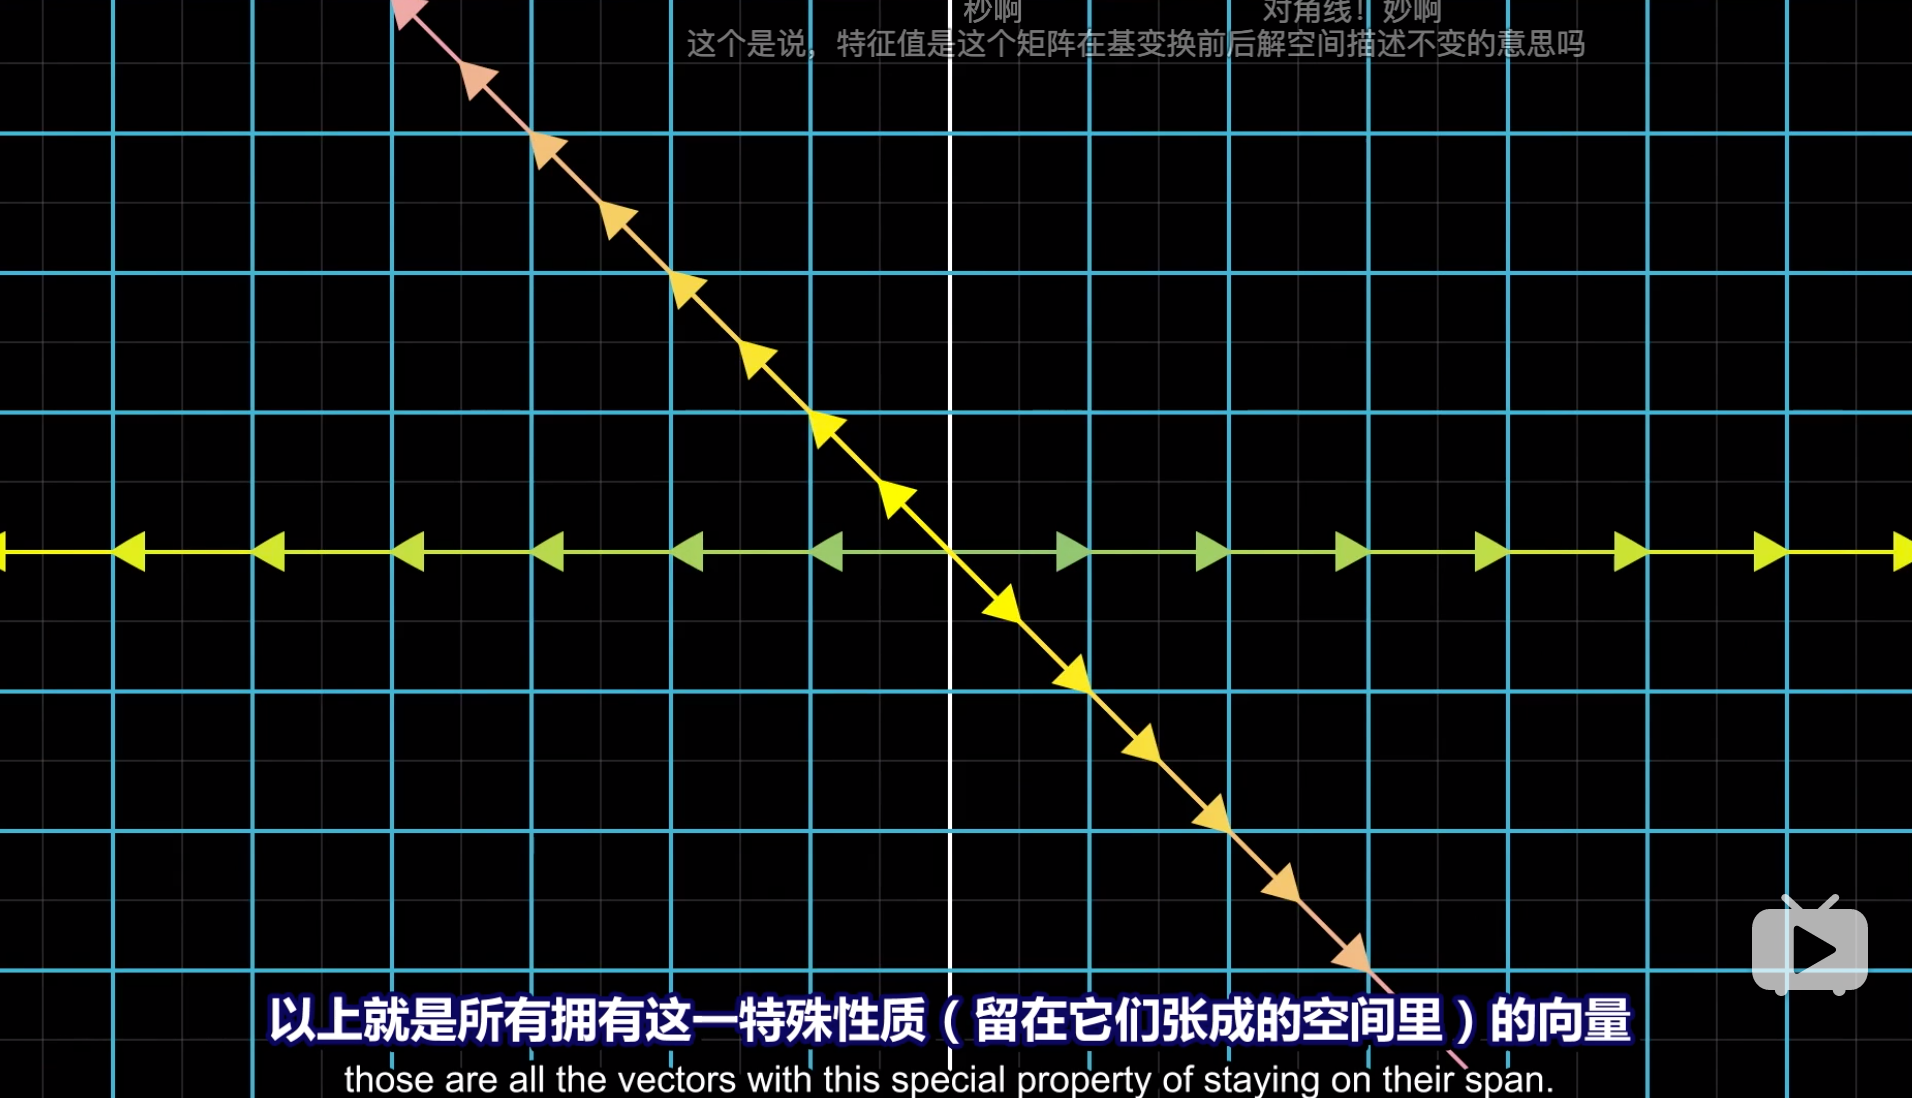 秒啊 对角线！妙啊
这个是说，特征值是这个矩阵在基变换前后解空间描述不变的意思吗
以上就是所有拥有这一特殊性质（留在它们张成的空间里）的向量
those are all the vectors with this special property of staying on their span.